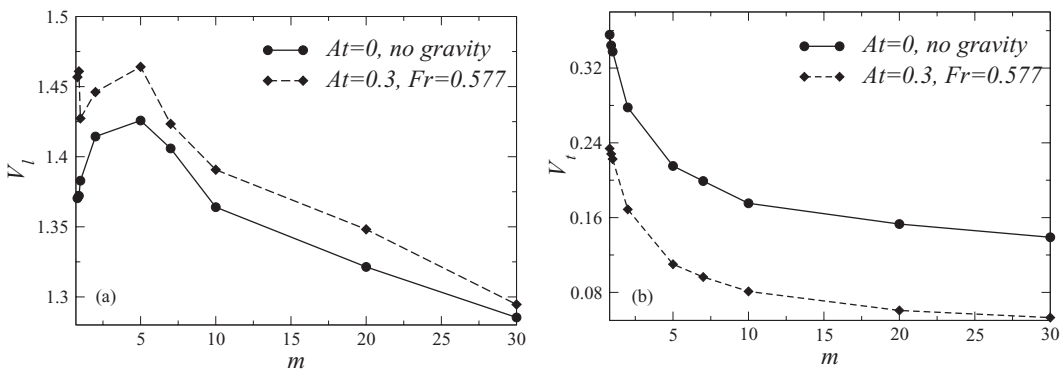 1.5
1.45
1.4
1.35
1.3
V_l
At=0, no gravity
At=0.3, Fr=0.577
(a)
5 10 15 20 25 30
m
0.32
0.24
0.16
0.08
V_t
At=0, no gravity
At=0.3, Fr=0.577
(b)
5 10 15 20 25 30
m